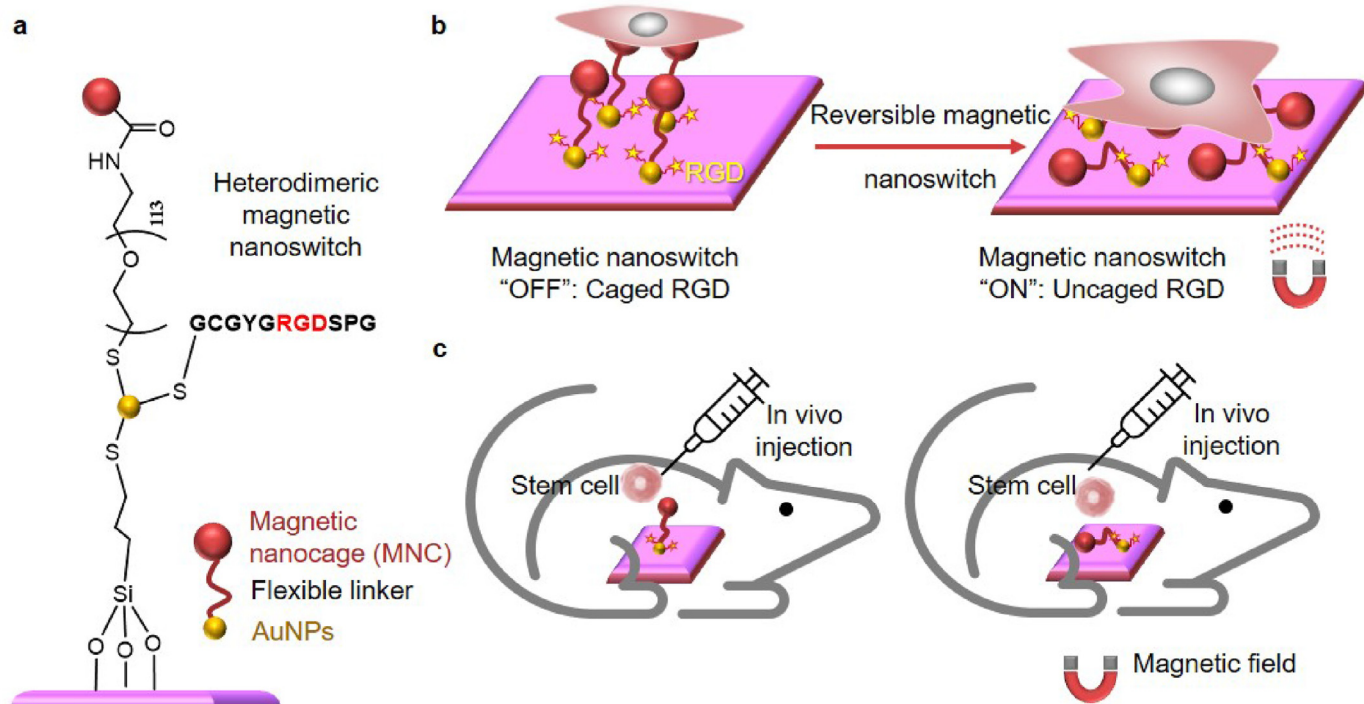 a
O
HN
113
O
Heterodimeric
magnetic
nanoswitch
GCGYGRGDSPG
S
S
S
Magnetic
nanocage (MNC)
Flexible linker
AuNPs
Si
O
O
O
b
RGD
Reversible magnetic
nanoswitch
Magnetic nanoswitch
“OFF”: Caged RGD
Magnetic nanoswitch
“ON”: Uncaged RGD
c
In vivo
injection
Stem cell
In vivo
injection
Stem cell
Magnetic field